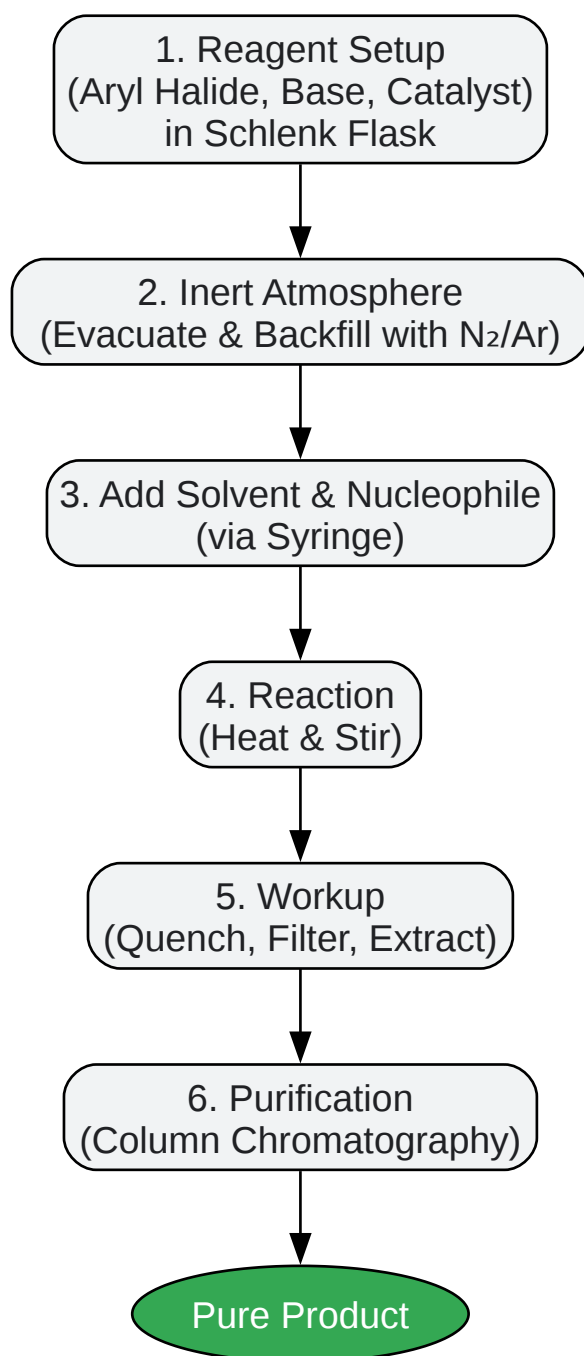 1. Reagent Setup
(Aryl Halide, Base, Catalyst)
in Schlenk Flask
2. Inert Atmosphere
(Evacuate & Backfill with N₂/Ar)
3. Add Solvent & Nucleophile
(via Syringe)
4. Reaction
(Heat & Stir)
5. Workup
(Quench, Filter, Extract)
6. Purification
(Column Chromatography)
Pure Product